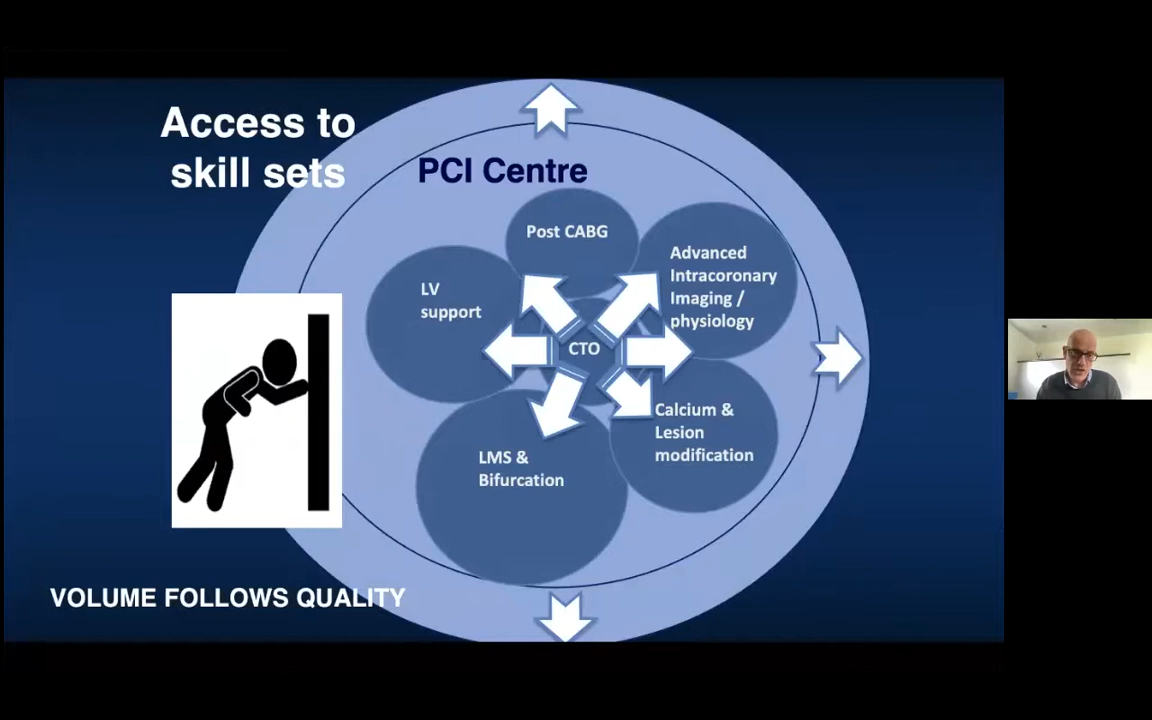 Access to
skill sets
PCI Centre
Post CABG
Advanced
Intracoronary
Imaging /
physiology
LV
support
CTO
Calcium &
Lesion
modification
LMS &
Bifurcation
VOLUME FOLLOWS QUALITY